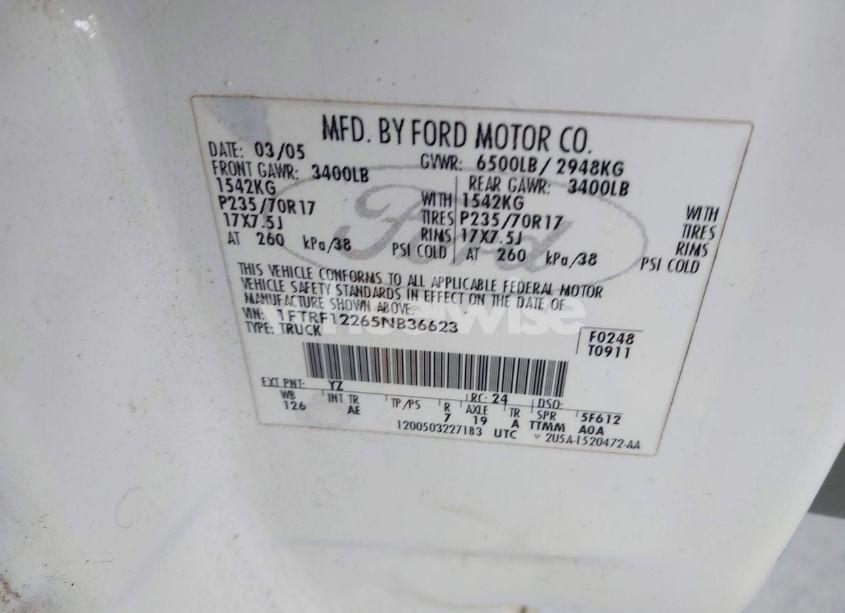 MFD. BY FORD MOTOR CO.
DATE: 03/05 GVWR: 6500LB/ 2948KG
FRONT GAWR: 3400LB REAR GAWR: 3400LB
1542KG WITH 1542KG WITH
P235/70R17 TIRES P235/70R17 TIRES
17X7.5J RIMS 17X7.5J RIMS
AT 260 kPa/38 PSI COLD AT 260 kPa/38 PSI COLD
Ford
THIS VEHICLE CONFORMS TO ALL APPLICABLE FEDERAL MOTOR
VEHICLE SAFETY STANDARDS IN EFFECT ON THE DATE OF
MANUFACTURE SHOWN ABOVE.
VIN: 1FTRF12265NB36623
TYPE: TRUCK
F0248
T0911
EXT PNT: YZ RC: 24 DSO:
WB INT TR TP/PS R AXLE TR SPR 5F612
126 AE 7 19 A TTMM A0A
1200503227183 UTC 2U5A-1520472-AA